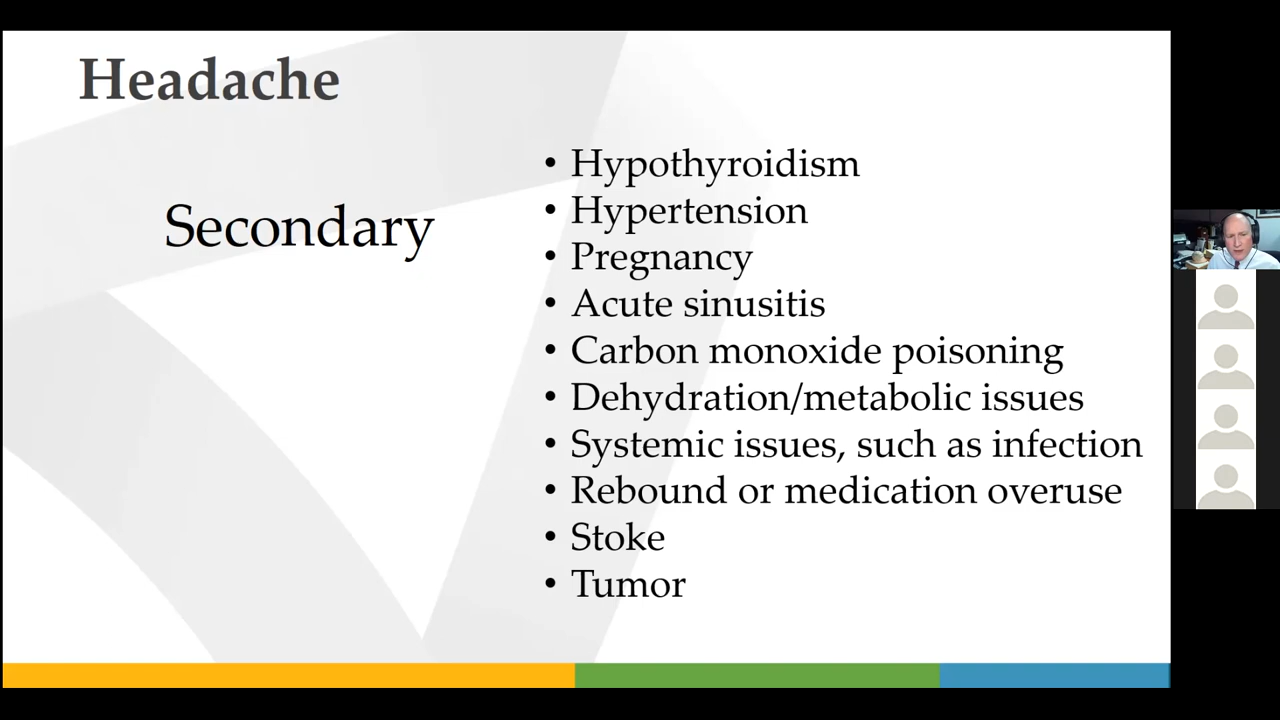 Headache
Secondary
• Hypothyroidism
• Hypertension
• Pregnancy
• Acute sinusitis
• Carbon monoxide poisoning
• Dehydration/metabolic issues
• Systemic issues, such as infection
• Rebound or medication overuse
• Stoke
• Tumor